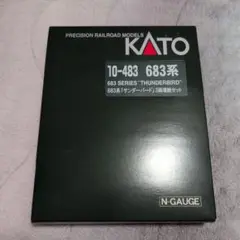 PRECISION RAILROAD MODELS
KATO
10-483 683系
683 SERIES "THUNDERBIRD"
683系「サンダーバード」3両増結セット
N-GAUGE